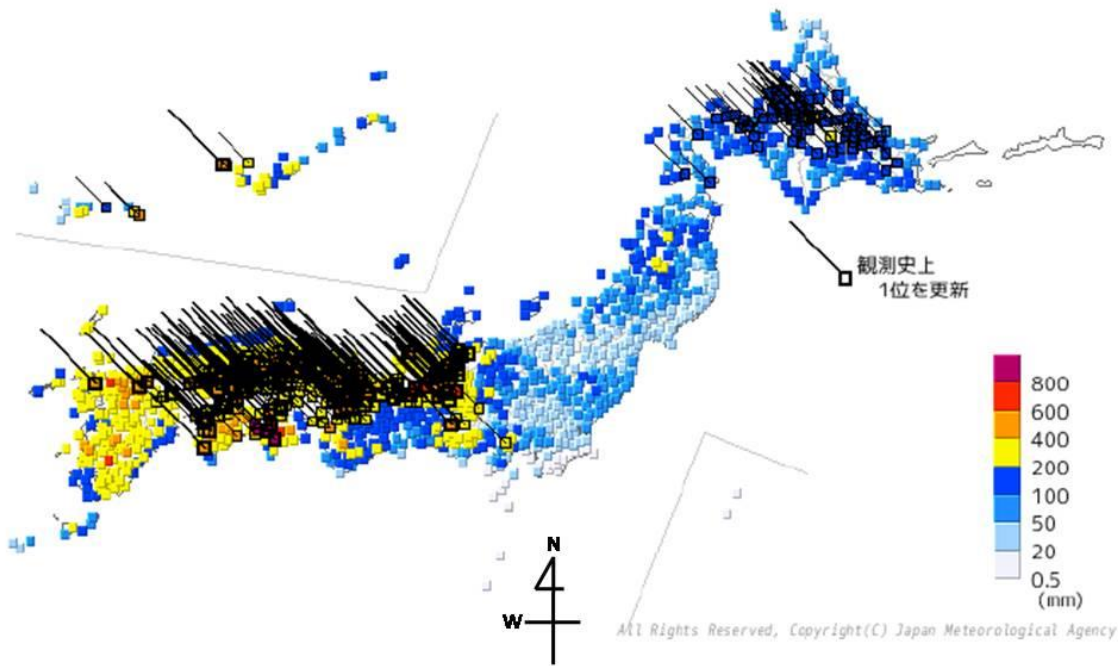 観測史上
1位を更新
800
600
400
200
100
50
20
0.5
(mm)
N
W
All Rights Reserved, Copyright(C) Japan Meteorological Agency